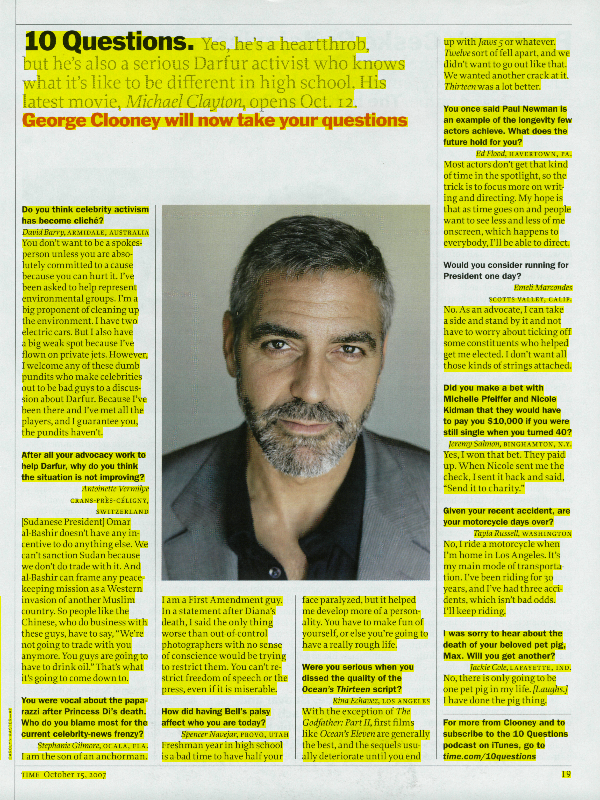 10 Questions. Yes, he's a heartthrob,
but he's also a serious Darfur activist who knows
what it's like to be different in high school. His
latest movie, Michael Clayton, opens Oct. 12.
George Clooney will now take your questions
Do you think celebrity activism
has become cliché?
David Barry, ARMIDALE, AUSTRALIA
You don't want to be a spokes-
person unless you are abso-
lutely committed to a cause
because you can hurt it. I've
been asked to help represent
environmental groups. I'm a
big proponent of cleaning up
the environment. I have two
electric cars. But I also have
a big weak spot because I've
flown on private jets. However,
I welcome any of these dumb
pundits who make celebrities
out to be bad guys to a discus-
sion about Darfur. Because I've
been there and I've met all the
players, and I guarantee you,
the pundits haven't.
After all your advocacy work to
help Darfur, why do you think
the situation is not improving?
Antoinette Vermilye
GRANS-PRÈS-CÉLIGNY,
SWITZERLAND
[Sudanese President] Omar
al-Bashir doesn't have any in-
centive to do anything else. We
can't sanction Sudan because
we don't do trade with it. And
al-Bashir can frame any peace-
keeping mission as a Western
invasion of another Muslim
country. So people like the
Chinese, who do business with
these guys, have to say, "We're
not going to trade with you
anymore. You guys are going to
have to drink oil." That's what
it's going to come down to.
You were vocal about the papa-
razzi after Princess Di's death.
Who do you blame most for the
current celebrity-news frenzy?
Stephanie Gilmore, OCALA, FLA.
I am the son of an anchorman.
I am a First Amendment guy.
In a statement after Diana's
death, I said the only thing
worse than out-of-control
photographers with no sense
of conscience would be trying
to restrict them. You can't re-
strict freedom of speech or the
press, even if it is miserable.
How did having Bell's palsy
affect who you are today?
Spencer Navejar, PROVO, UTAH
Freshman year in high school
is a bad time to have half your
face paralyzed, but it helped
me develop more of a person-
ality. You have to make fun of
yourself, or else you're going to
have a really rough life.
Were you serious when you
dissed the quality of the
Ocean's Thirteen script?
Kina Echavez, LOS ANGELES
With the exception of The
Godfather: Part II, first films
like Ocean's Eleven are generally
the best, and the sequels usu-
ally deteriorate until you end
up with Jaws 5 or whatever.
Twelve sort of fell apart, and we
didn't want to go out like that.
We wanted another crack at it.
Thirteen was a lot better.
You once said Paul Newman is
an example of the longevity few
actors achieve. What does the
future hold for you?
Ed Flood, HAVERTOWN, PA.
Most actors don't get that kind
of time in the spotlight, so the
trick is to focus more on writ-
ing and directing. My hope is
that as time goes on and people
want to see less and less of me
onscreen, which happens to
everybody, I'll be able to direct.
Would you consider running for
President one day?
Emeli Marcondes
SCOTTS VALLEY, CALIF.
No. As an advocate, I can take
a side and stand by it and not
have to worry about ticking off
some constituents who helped
get me elected. I don't want all
those kinds of strings attached.
Did you make a bet with
Michelle Pfeiffer and Nicole
Kidman that they would have
to pay you $10,000 if you were
still single when you turned 40?
Jeremy Salmon, BINGHAMTON, N.Y.
Yes, I won that bet. They paid
up. When Nicole sent me the
check, I sent it back and said,
"Send it to charity."
Given your recent accident, are
your motorcycle days over?
Tayia Russell, WASHINGTON
No, I ride a motorcycle when
I'm home in Los Angeles. It's
my main mode of transporta-
tion. I've been riding for 30
years, and I've had three acci-
dents, which isn't bad odds.
I'll keep riding.
I was sorry to hear about the
death of your beloved pet pig,
Max. Will you get another?
Jackie Cole, LAFAYETTE, IND.
No, there is only going to be
one pet pig in my life. [Laughs.]
I have done the pig thing.
For more from Clooney and to
subscribe to the 10 Questions
podcast on iTunes, go to
time.com/10questions
TIME October 15, 2007
19